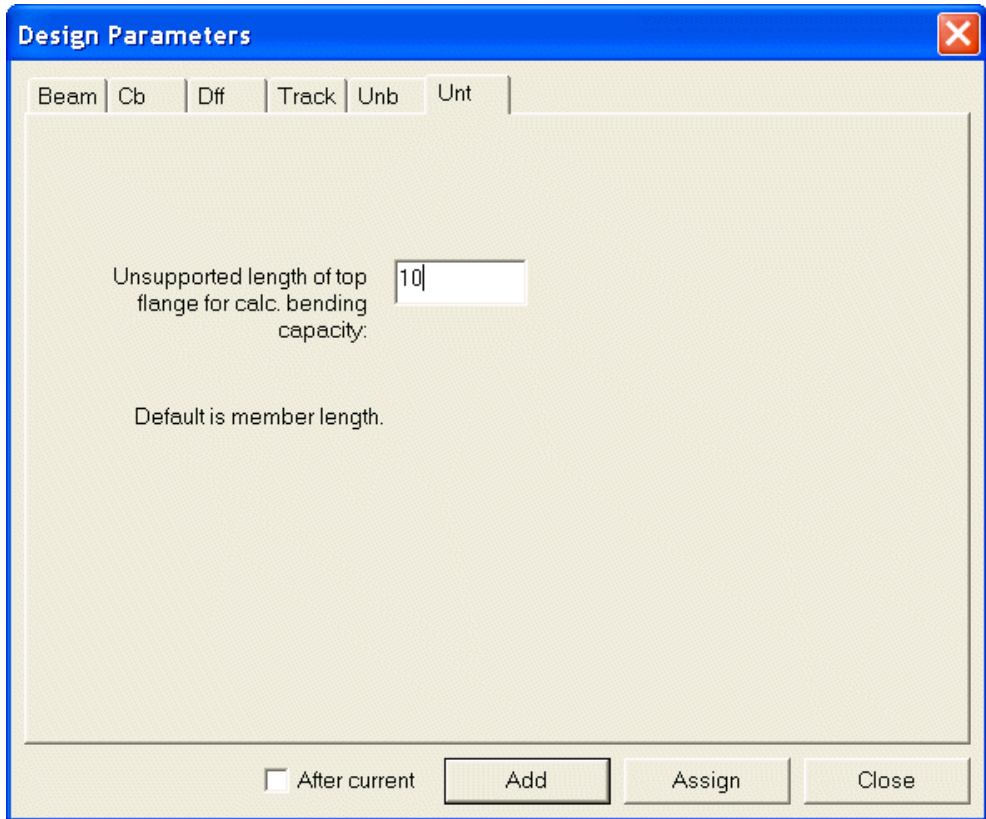 Design Parameters
Beam Cb Dff Track Unb Unt
Unsupported length of top
flange for calc. bending
capacity:
10
Default is member length.
After current Add Assign Close